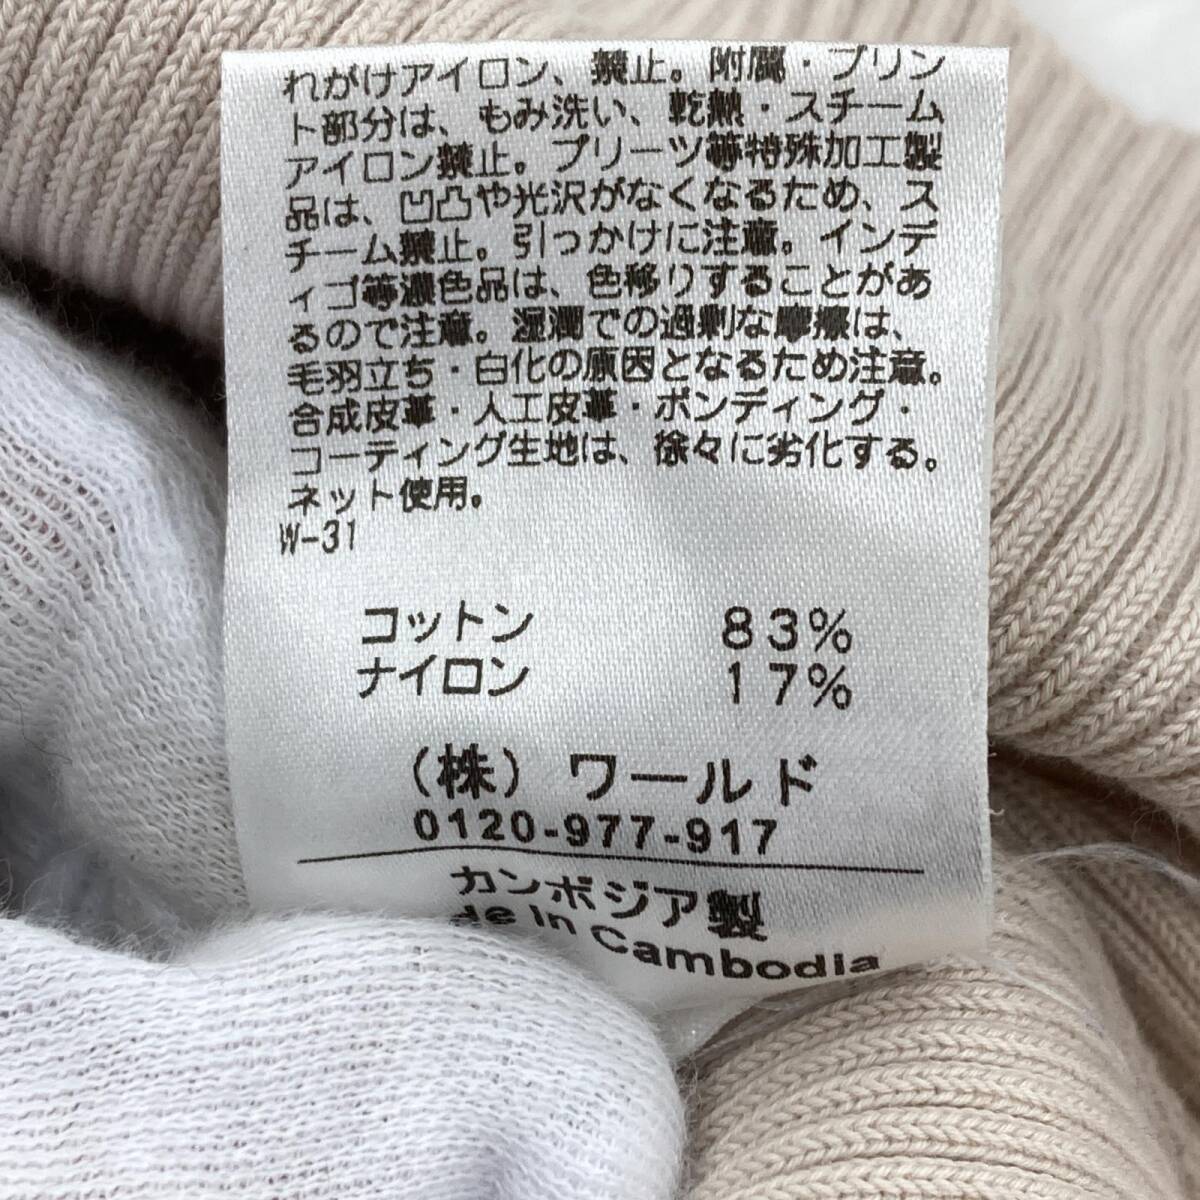 れがけアイロン、禁止。附属・プリン
ト部分は、もみ洗い、乾熱・スチーム
アイロン禁止。プリーツ等特殊加工製
品は、凹凸や光沢がなくなるため、ス
チーム禁止。引っかけに注意。インデ
ィゴ等濃色品は、色移りすることがあ
るので注意。湿潤での過剰な摩擦は、
毛羽立ち・白化の原因となるため注意。
合成皮革・人工皮革・ボンディング・
コーティング生地は、徐々に劣化する。
ネット使用。
W-31
コットン 83%
ナイロン 17%
(株)ワールド
0120-977-917
カンボジア製
de in Cambodia